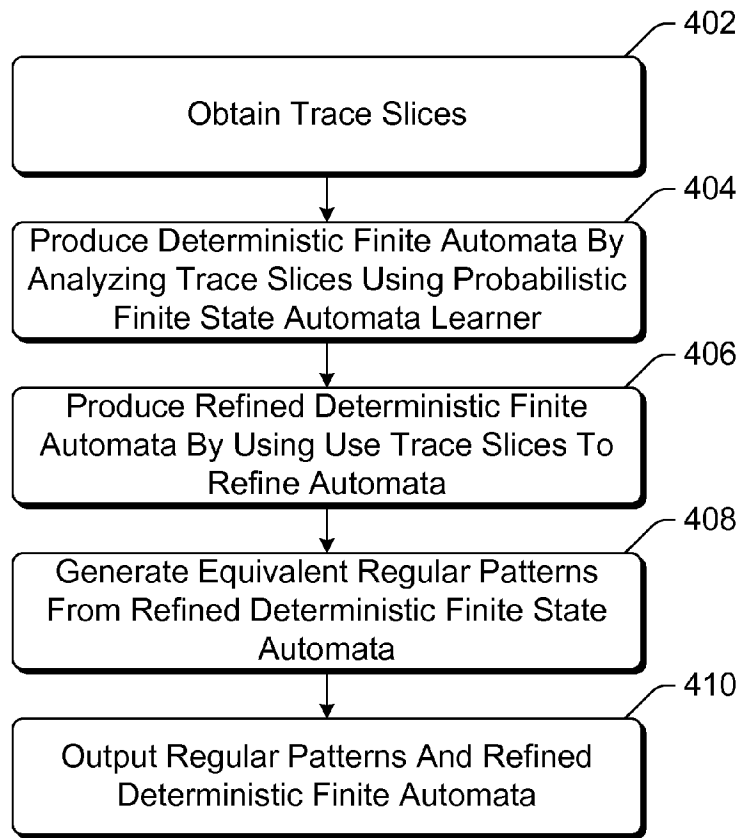 402
Obtain Trace Slices
404
Produce Deterministic Finite Automata By
Analyzing Trace Slices Using Probabilistic
Finite State Automata Learner
406
Produce Refined Deterministic Finite
Automata By Using Use Trace Slices To
Refine Automata
408
Generate Equivalent Regular Patterns
From Refined Deterministic Finite State
Automata
410
Output Regular Patterns And Refined
Deterministic Finite Automata